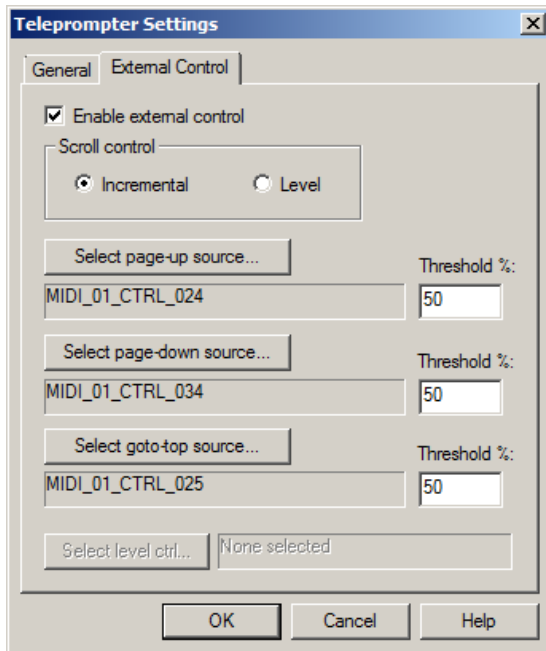 Teleprompter Settings
General External Control
Enable external control
Scroll control
Incremental Level
Select page-up source... Threshold %:
MIDI_01_CTRL_024 50
Select page-down source... Threshold %:
MIDI_01_CTRL_034 50
Select goto-top source... Threshold %:
MIDI_01_CTRL_025 50
Select level ctrl... None selected
OK Cancel Help